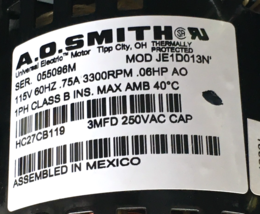 A.O.SMITH
Universal Electric™ Motor Tipp City, OH THERMALLY PROTECTED
SER. 055096M MOD JE1D013N
115V 60HZ .75A 3300RPM .06HP AO
1PH CLASS B INS. MAX AMB 40°C
HC27CB119 3MFD 250VAC CAP
ASSEMBLED IN MEXICO